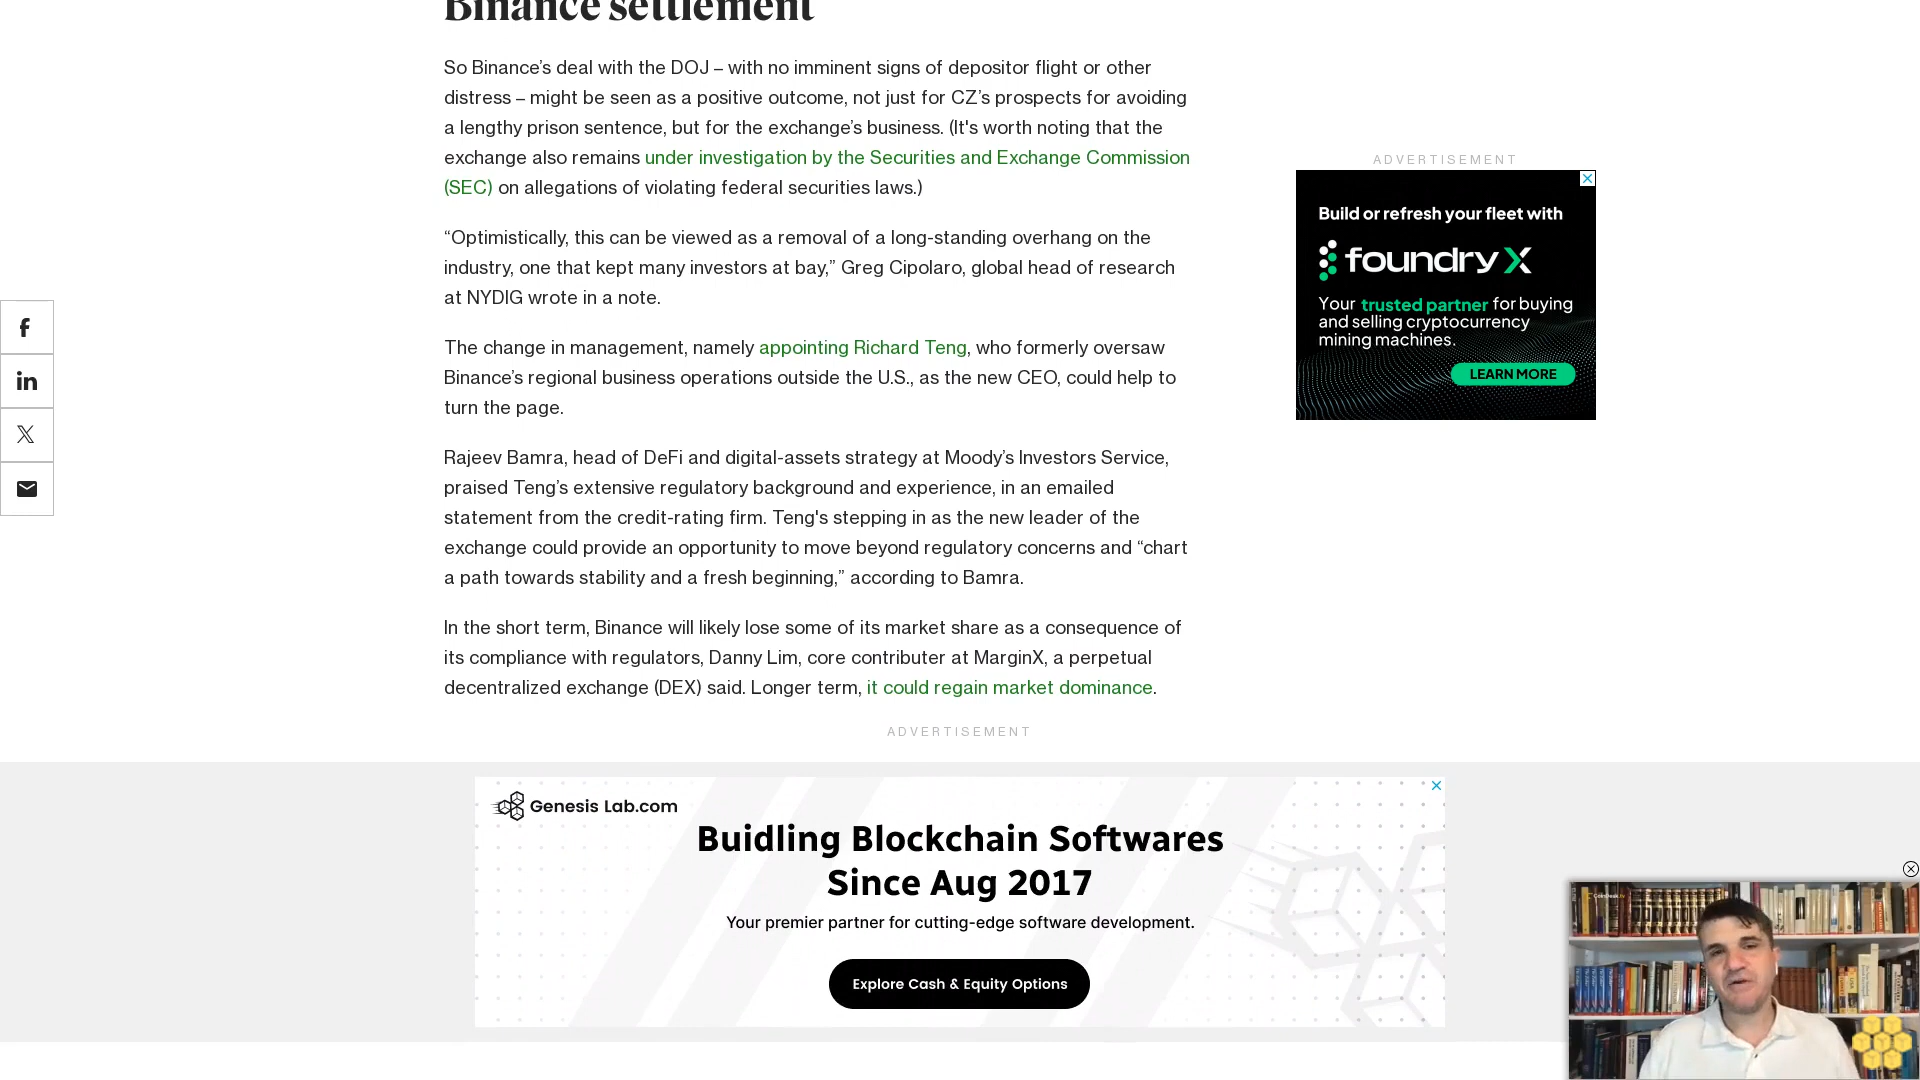 Binance settlement
So Binance’s deal with the DOJ – with no imminent signs of depositor flight or other
distress – might be seen as a positive outcome, not just for CZ’s prospects for avoiding
a lengthy prison sentence, but for the exchange’s business. (It's worth noting that the
exchange also remains under investigation by the Securities and Exchange Commission
(SEC) on allegations of violating federal securities laws.)
“Optimistically, this can be viewed as a removal of a long-standing overhang on the
industry, one that kept many investors at bay,” Greg Cipolaro, global head of research
at NYDIG wrote in a note.
The change in management, namely appointing Richard Teng, who formerly oversaw
Binance’s regional business operations outside the U.S., as the new CEO, could help to
turn the page.
Rajeev Bamra, head of DeFi and digital-assets strategy at Moody’s Investors Service,
praised Teng’s extensive regulatory background and experience, in an emailed
statement from the credit-rating firm. Teng's stepping in as the new leader of the
exchange could provide an opportunity to move beyond regulatory concerns and “chart
a path towards stability and a fresh beginning,” according to Bamra.
In the short term, Binance will likely lose some of its market share as a consequence of
its compliance with regulators, Danny Lim, core contributer at MarginX, a perpetual
decentralized exchange (DEX) said. Longer term, it could regain market dominance.
ADVERTISEMENT
Build or refresh your fleet with
foundry X
Your trusted partner for buying
and selling cryptocurrency
mining machines.
LEARN MORE
ADVERTISEMENT
Genesis Lab.com
Buidling Blockchain Softwares
Since Aug 2017
Your premier partner for cutting-edge software development.
Explore Cash & Equity Options